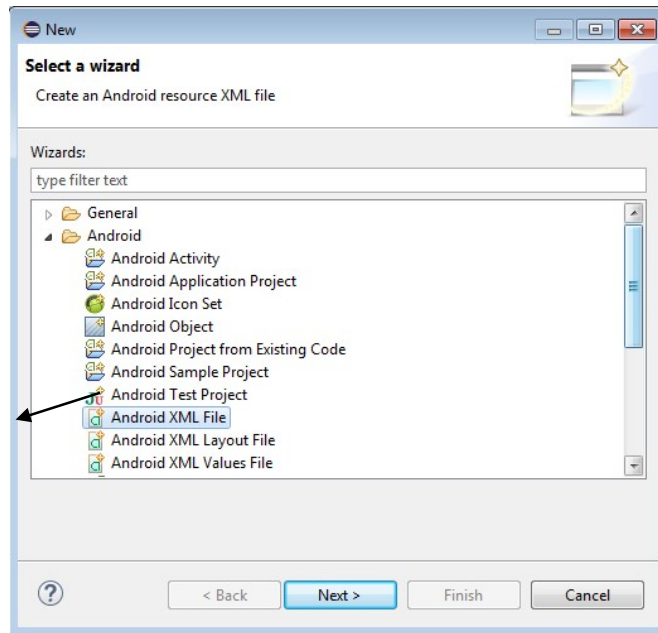 New
Select a wizard
Create an Android resource XML file
Wizards:
type filter text
General
Android
Android Activity
Android Application Project
Android Icon Set
Android Object
Android Project from Existing Code
Android Sample Project
Android Test Project
Android XML File
Android XML Layout File
Android XML Values File
< Back Next > Finish Cancel